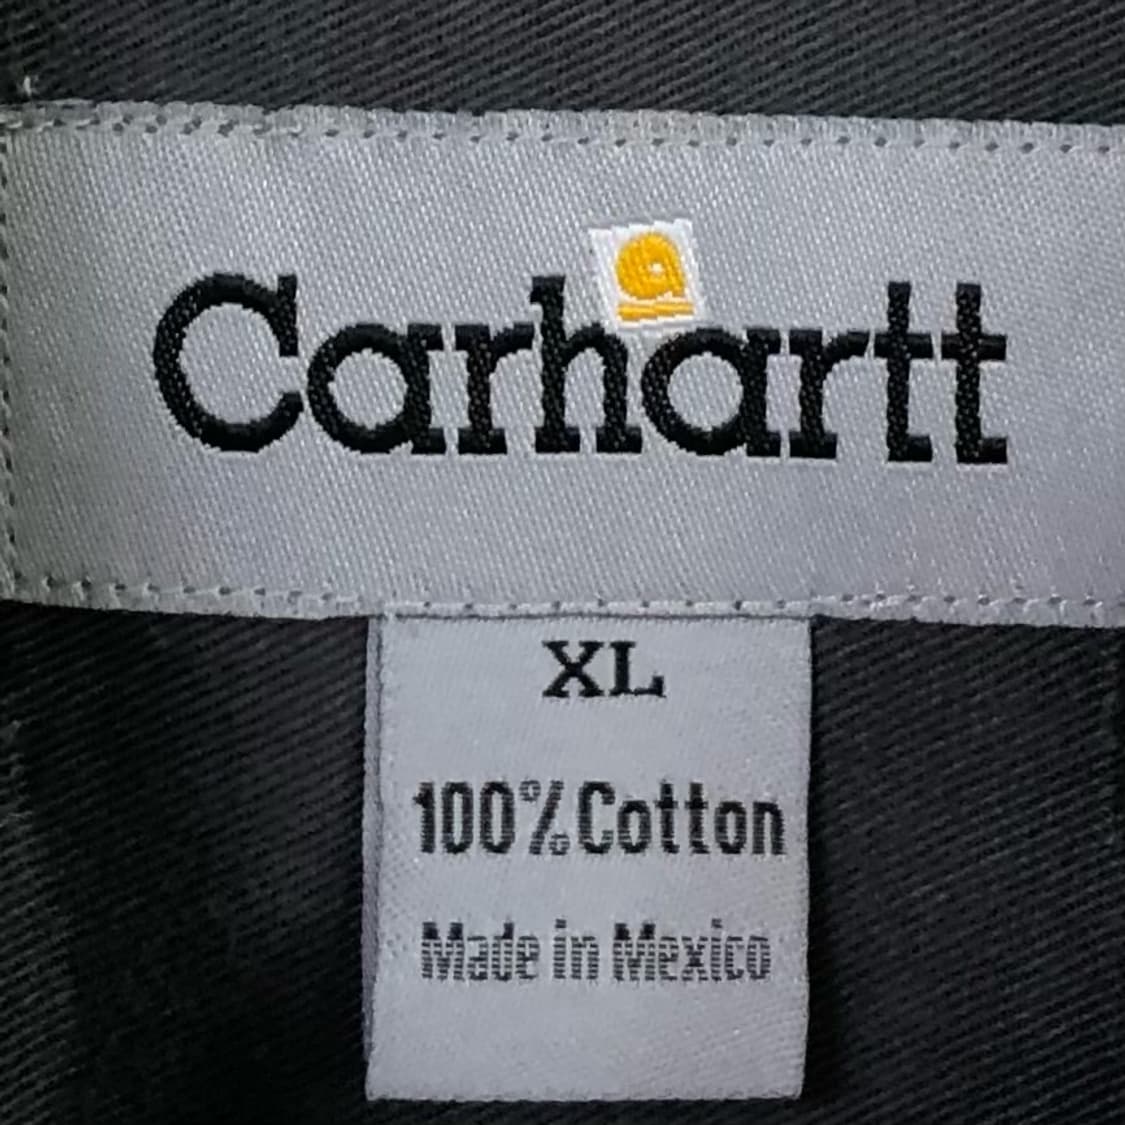 Carhartt
XL
100% Cotton
Made in Mexico